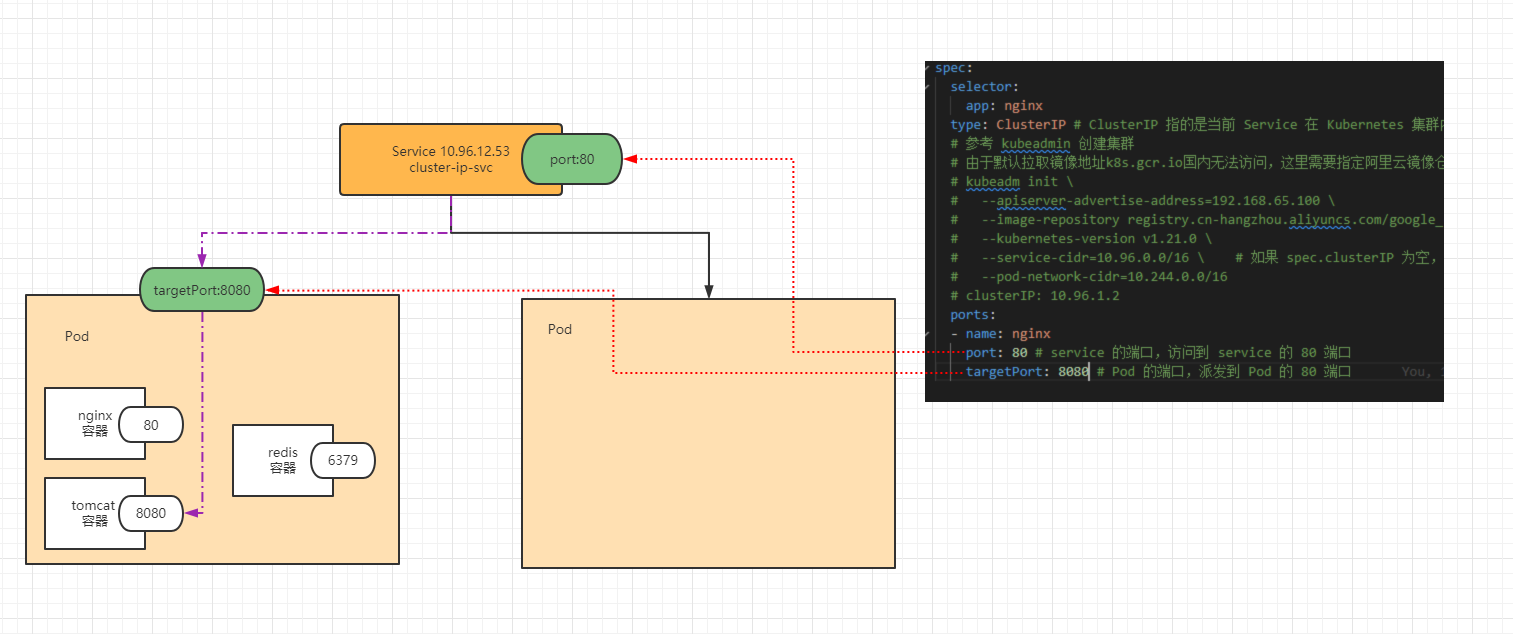 Service 10.96.12.53
cluster-ip-svc
port:80
targetPort:8080
Pod
nginx
容器
80
tomcat
容器
8080
redis
容器
6379
Pod
spec:
selector:
app: nginx
type: ClusterIP # ClusterIP 指的是当前 Service 在 Kubernetes 集群
# 参考 kubeadmin 创建集群
# 由于默认拉取镜像地址k8s.gcr.io国内无法访问，这里需要指定阿里云镜像仓
# kubeadm init \
# --apiserver-advertise-address=192.168.65.100 \
# --image-repository registry.cn-hangzhou.aliyuncs.com/google_
# --kubernetes-version v1.21.0 \
# --service-cidr=10.96.0.0/16 \ # 如果 spec.clusterIP 为空，
# --pod-network-cidr=10.244.0.0/16
# clusterIP: 10.96.1.2
ports:
- name: nginx
port: 80 # service 的端口，访问到 service 的 80 端口
targetPort: 8080 # Pod 的端口，派发到 Pod 的 80 端口 You,